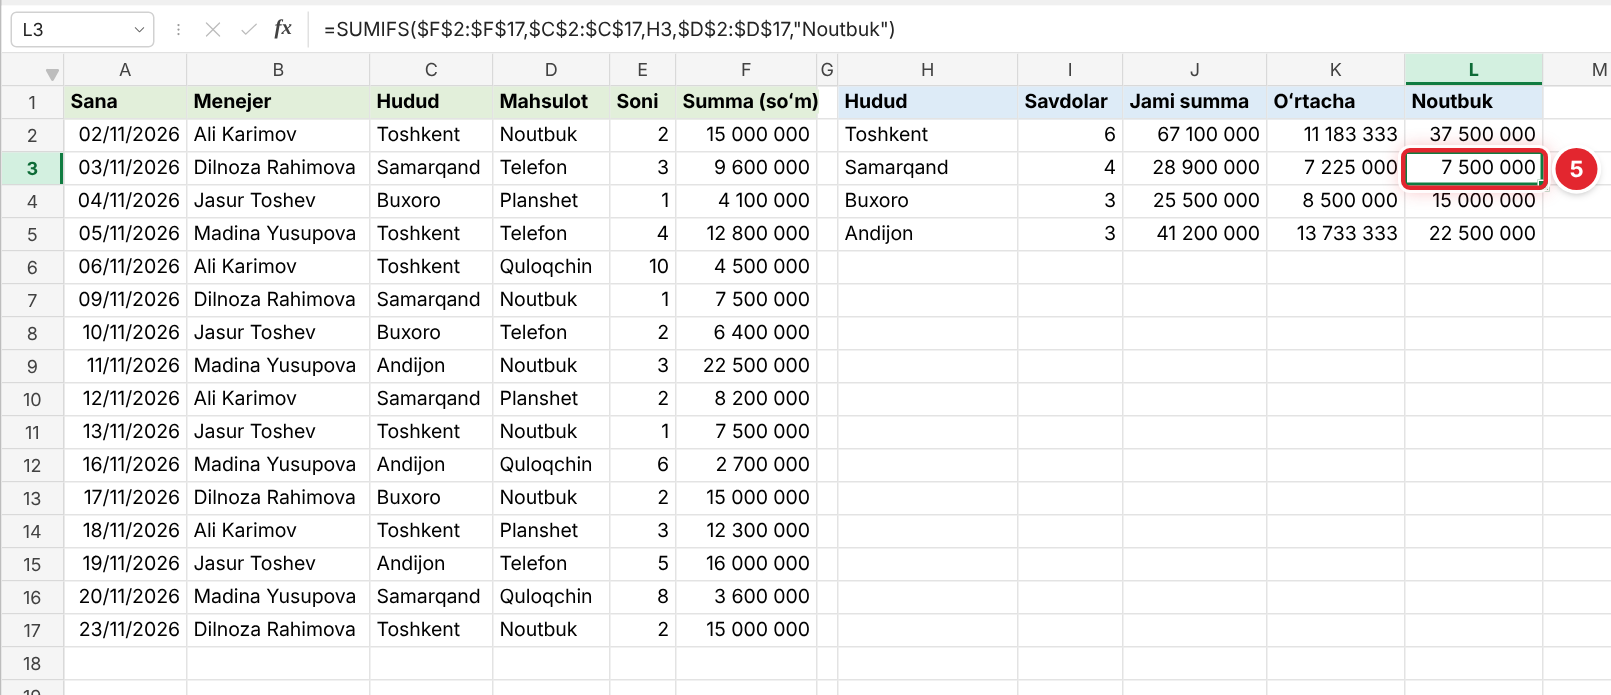 L3 fx =SUMIFS($F$2:$F$17,$C$2:$C$17,H3,$D$2:$D$17,"Noutbuk")
A B C D E F G H I J K L M
1 Sana Menejer Hudud Mahsulot Soni Summa (soʻm) Hudud Savdolar Jami summa Oʻrtacha Noutbuk
2 02/11/2026 Ali Karimov Toshkent Noutbuk 2 15 000 000 Toshkent 6 67 100 000 11 183 333 37 500 000
3 03/11/2026 Dilnoza Rahimova Samarqand Telefon 3 9 600 000 Samarqand 4 28 900 000 7 225 000 7 500 000 5
4 04/11/2026 Jasur Toshev Buxoro Planshet 1 4 100 000 Buxoro 3 25 500 000 8 500 000 15 000 000
5 05/11/2026 Madina Yusupova Toshkent Telefon 4 12 800 000 Andijon 3 41 200 000 13 733 333 22 500 000
6 06/11/2026 Ali Karimov Toshkent Quloqchin 10 4 500 000
7 09/11/2026 Dilnoza Rahimova Samarqand Noutbuk 1 7 500 000
8 10/11/2026 Jasur Toshev Buxoro Telefon 2 6 400 000
9 11/11/2026 Madina Yusupova Andijon Noutbuk 3 22 500 000
10 12/11/2026 Ali Karimov Samarqand Planshet 2 8 200 000
11 13/11/2026 Jasur Toshev Toshkent Noutbuk 1 7 500 000
12 16/11/2026 Madina Yusupova Andijon Quloqchin 6 2 700 000
13 17/11/2026 Dilnoza Rahimova Buxoro Noutbuk 2 15 000 000
14 18/11/2026 Ali Karimov Toshkent Planshet 3 12 300 000
15 19/11/2026 Jasur Toshev Andijon Telefon 5 16 000 000
16 20/11/2026 Madina Yusupova Samarqand Quloqchin 8 3 600 000
17 23/11/2026 Dilnoza Rahimova Toshkent Noutbuk 2 15 000 000
18
19